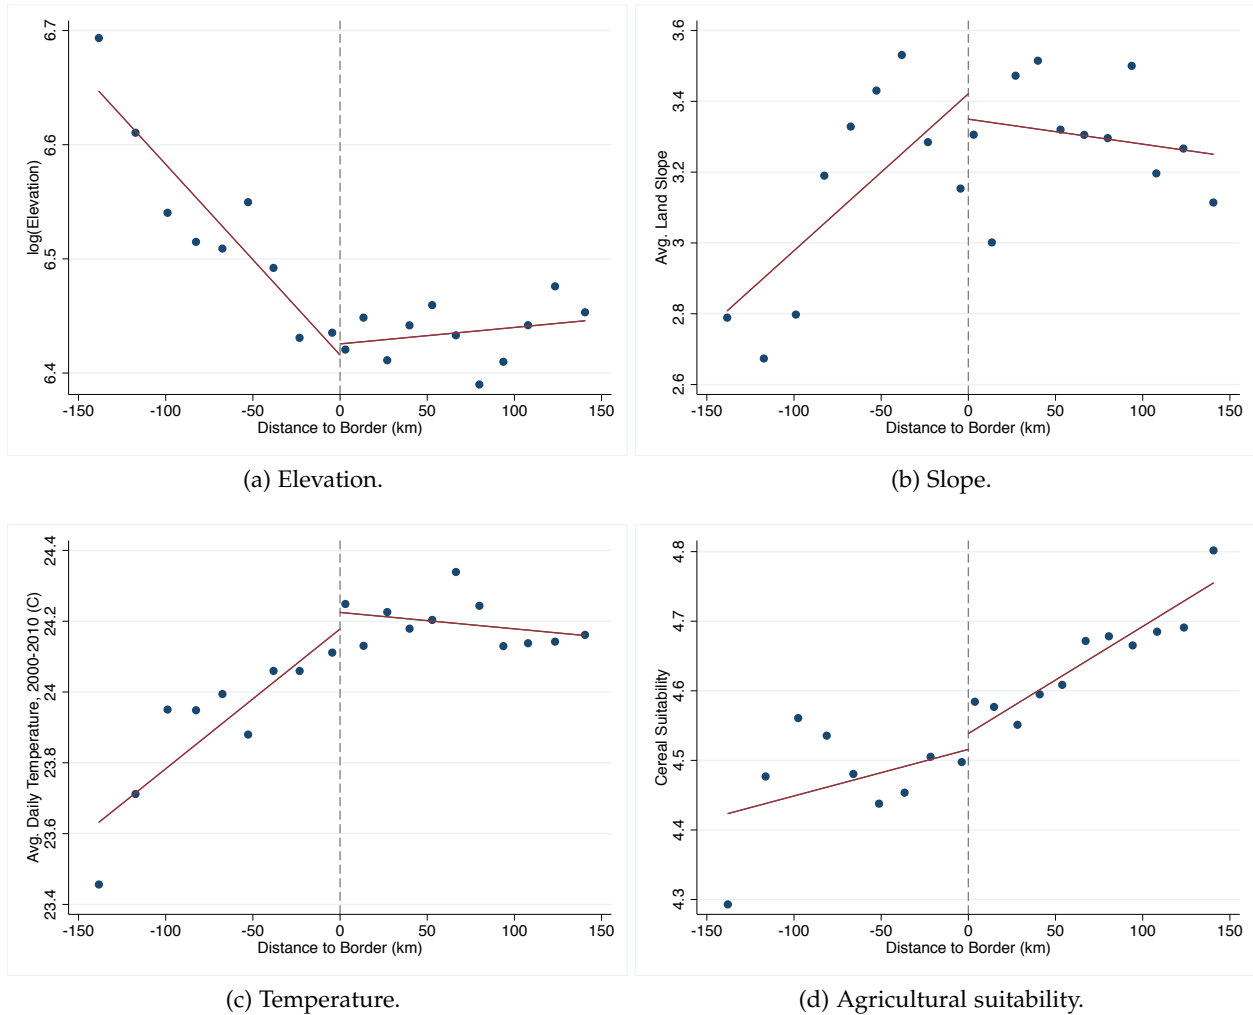 6.7
6.6
6.5
6.4
log(Elevation)
-150 -100 -50 0 50 100 150
Distance to Border (km)
(a) Elevation.
3.6
3.4
3.2
3
2.8
2.6
Avg. Land Slope
-150 -100 -50 0 50 100 150
Distance to Border (km)
(b) Slope.
24.4
24.2
24
23.8
23.6
23.4
Avg. Daily Temperature, 2000-2010 (C)
-150 -100 -50 0 50 100 150
Distance to Border (km)
(c) Temperature.
4.8
4.7
4.6
4.5
4.4
4.3
Cereal Suitability
-150 -100 -50 0 50 100 150
Distance to Border (km)
(d) Agricultural suitability.